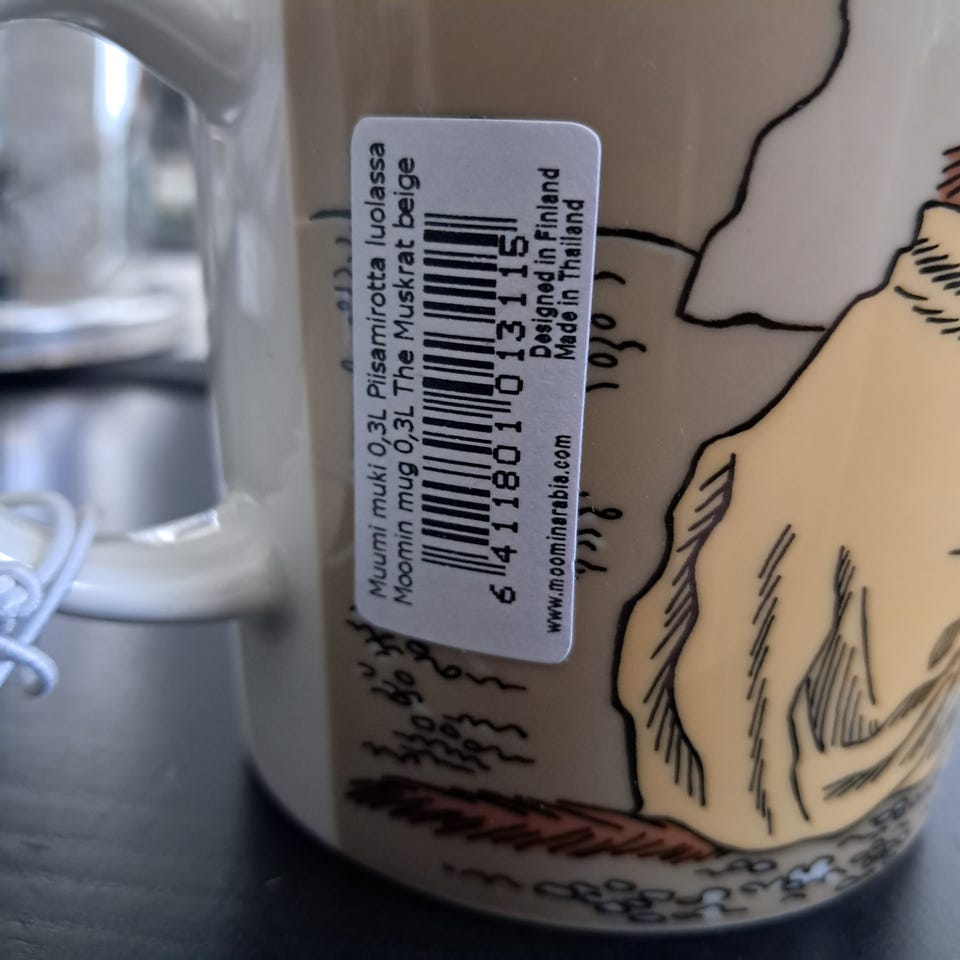 Muumi muki 0,3L Piisamirotta luolassa
Moomin mug 0,3L The Muskrat beige
6 411801 013115
Designed in Finland
Made in Thailand
www.moominarabia.com